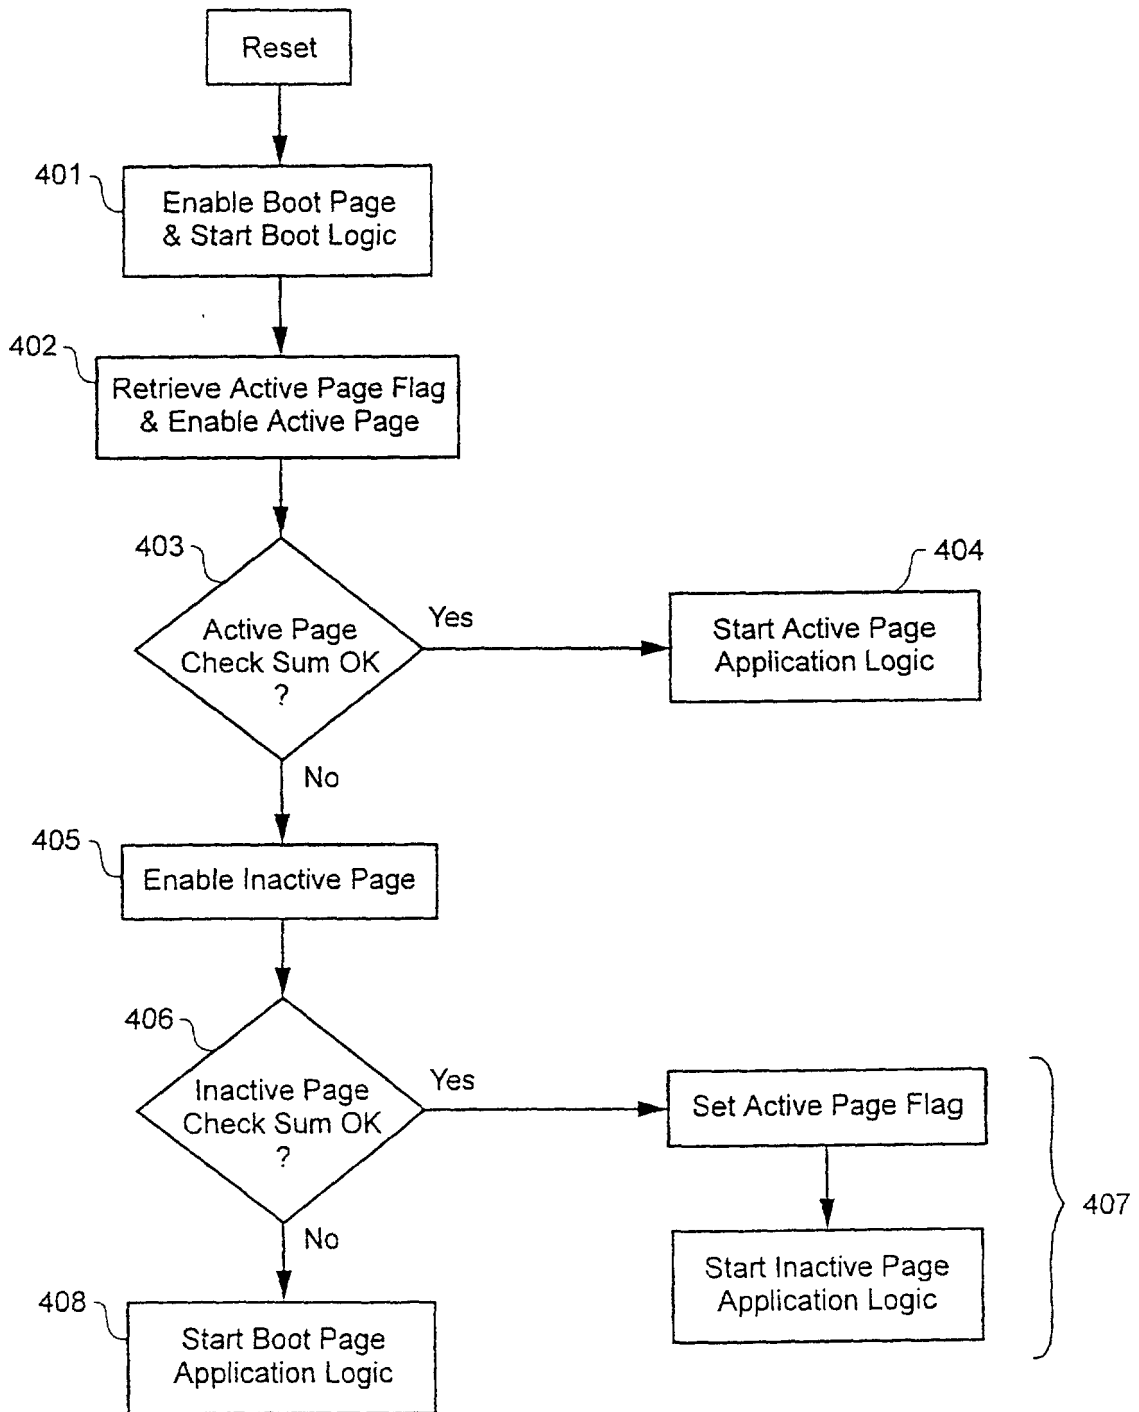 Reset
401
Enable Boot Page
& Start Boot Logic
402
Retrieve Active Page Flag
& Enable Active Page
403
Active Page
Check Sum OK
?
Yes
404
Start Active Page
Application Logic
No
405
Enable Inactive Page
406
Inactive Page
Check Sum OK
?
Yes
Set Active Page Flag
Start Inactive Page
Application Logic
407
No
408
Start Boot Page
Application Logic